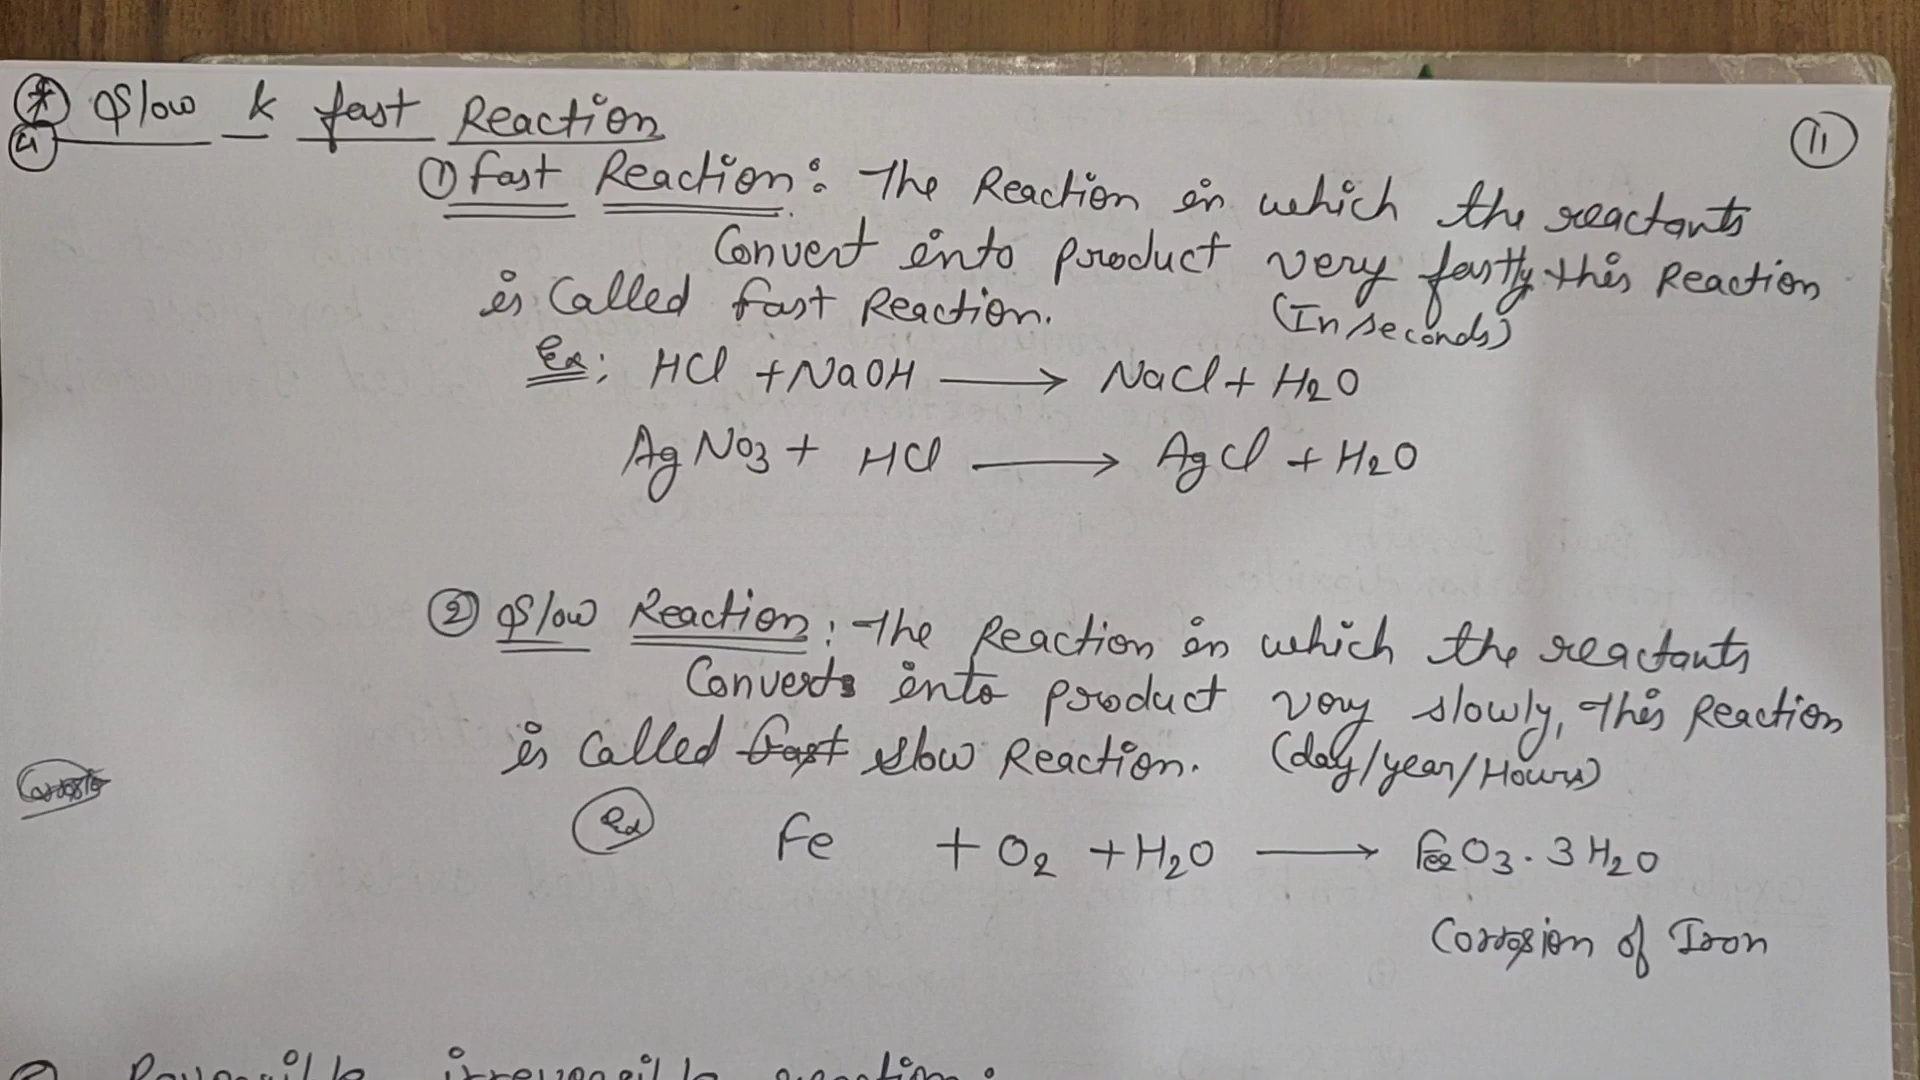 * Slow & fast Reaction
4
11
① Fast Reaction: The Reaction in which the reactants
Convert into product very fastly this Reaction
is Called fast Reaction. (In seconds)
Ex: HCl + NaOH ⟶ NaCl + H2O
AgNO3 + HCl ⟶ AgCl + H2O
② Slow Reaction: The Reaction in which the reactants
Converts into product very slowly, This Reaction
is Called fast slow Reaction. (day/year/Hours)
Ex Fe + O2 + H2O ⟶ Fe2O3 . 3H2O
Corrosion of Iron
irreversible reaction: